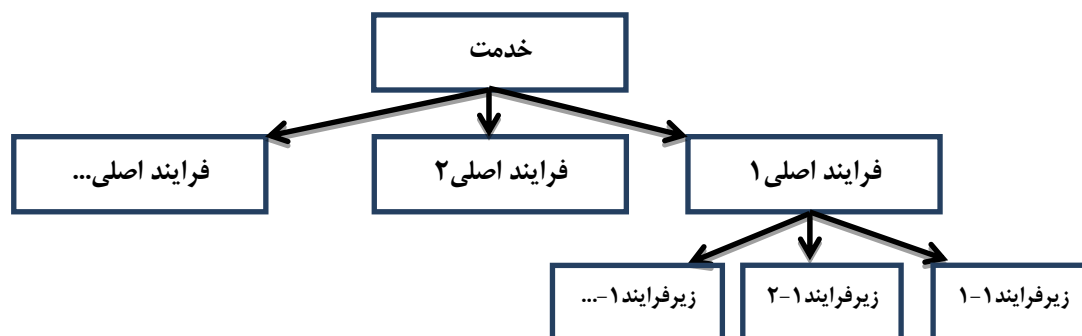 خدمت
فرایند اصلی۱
فرایند اصلی۲
فرایند اصلی...
زیرفرایند۱-۱
زیرفرایند۱-۲
زیرفرایند۱-...